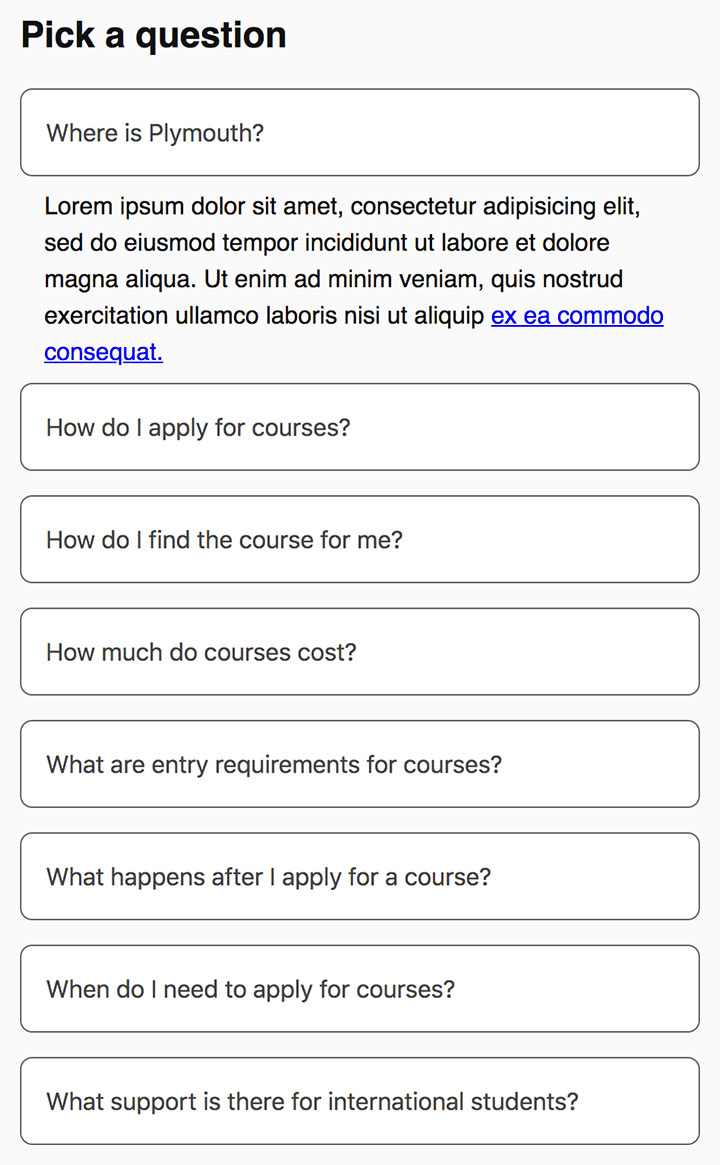 Pick a question
Where is Plymouth?
Lorem ipsum dolor sit amet, consectetur adipisicing elit,
sed do eiusmod tempor incididunt ut labore et dolore
magna aliqua. Ut enim ad minim veniam, quis nostrud
exercitation ullamco laboris nisi ut aliquip ex ea commodo
consequat.
How do I apply for courses?
How do I find the course for me?
How much do courses cost?
What are entry requirements for courses?
What happens after I apply for a course?
When do I need to apply for courses?
What support is there for international students?